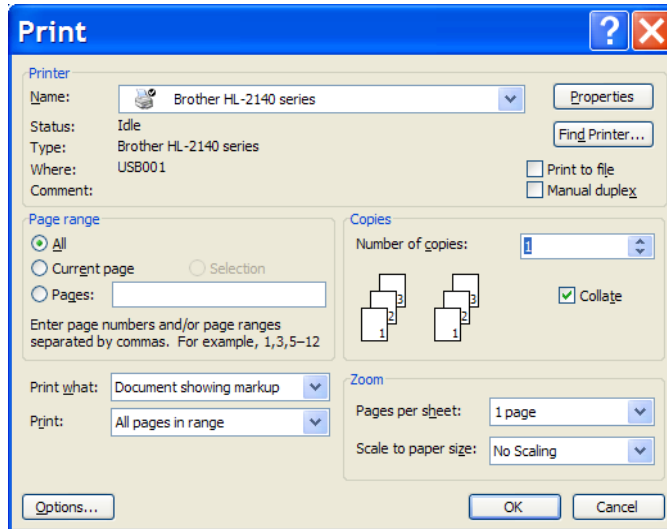 Print
Printer
Name: Brother HL-2140 series
Properties
Status: Idle
Find Printer...
Type: Brother HL-2140 series
Where: USB001
Print to file
Comment:
Manual duplex
Page range
All
Current page Selection
Pages:
Enter page numbers and/or page ranges
separated by commas. For example, 1,3,5–12
Copies
Number of copies: 1
3 3
2 2
1 1
Collate
Print what: Document showing markup
Print: All pages in range
Zoom
Pages per sheet: 1 page
Scale to paper size: No Scaling
Options... OK Cancel